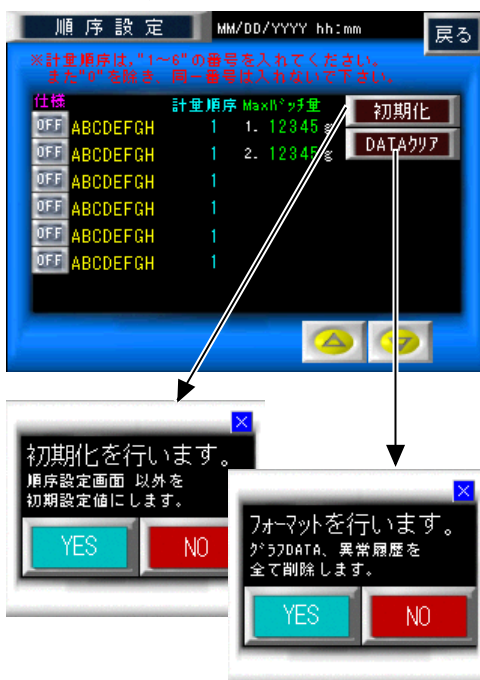 順序設定
MM/DD/YYYY hh:mm
戻る
※計量順序は,"1～6"の番号を入れてください。
また"0"を除き、同一番号は入れないで下さい。
仕様 計量順序 Maxﾊﾞｯﾁ量
OFF ABCDEFGH 1 1. 12345 g
OFF ABCDEFGH 1 2. 12345 g
OFF ABCDEFGH 1
OFF ABCDEFGH 1
OFF ABCDEFGH 1
OFF ABCDEFGH 1
初期化
DATAｸﾘｱ
初期化を行います。
順序設定画面 以外を
初期設定値にします。
YES NO
ﾌｫｰﾏｯﾄを行います。
ｸﾞﾗﾌDATA、異常履歴を
全て削除します。
YES NO